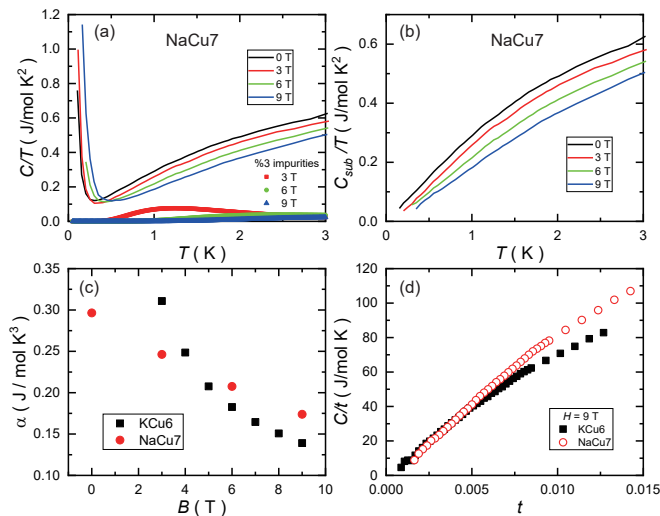 (a)
NaCu7
0 T
3 T
6 T
9 T
%3 impurities
3 T
6 T
9 T
C/T ( J/mol K²)
1.2
1.0
0.8
0.6
0.4
0.2
0.0
0
1
2
3
T ( K )
(b)
NaCu7
0 T
3 T
6 T
9 T
C_sub/T ( J/mol K²)
0.6
0.4
0.2
0.0
0
1
2
3
T ( K )
(c)
KCu6
NaCu7
α ( J / mol K³)
0.35
0.30
0.25
0.20
0.15
0.10
0
2
4
6
8
10
B ( T )
(d)
H = 9 T
KCu6
NaCu7
C/t ( J/mol K)
120
100
80
60
40
20
0
0.000
0.005
0.010
0.015
t